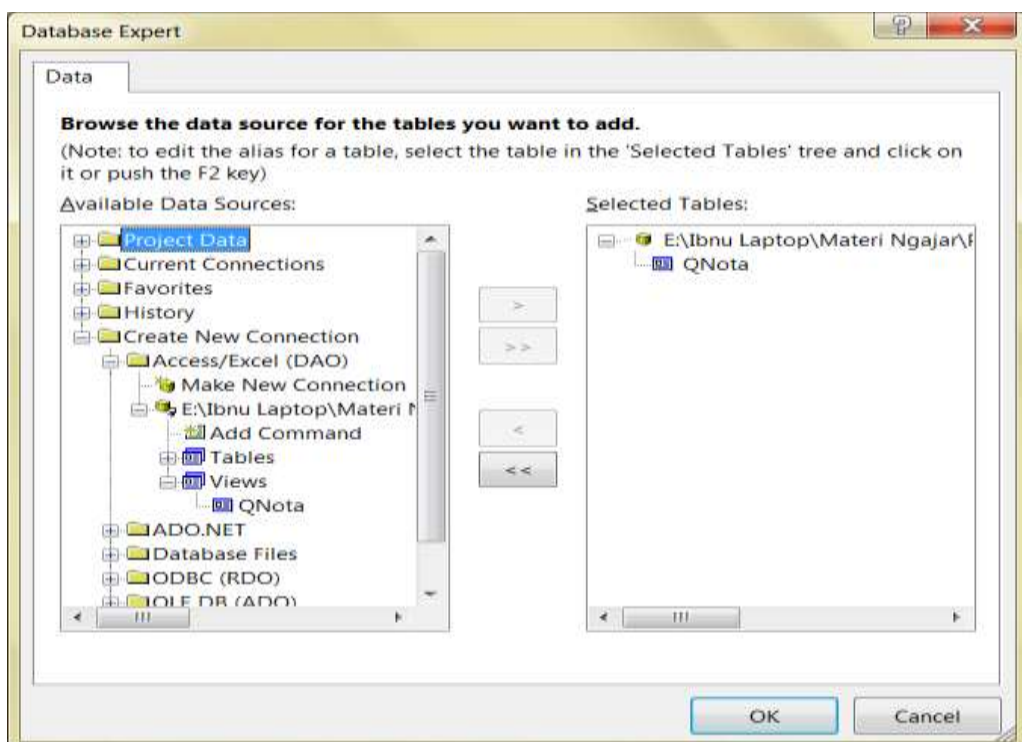 Database Expert
Data
Browse the data source for the tables you want to add.
(Note: to edit the alias for a table, select the table in the 'Selected Tables' tree and click on
it or push the F2 key)
Available Data Sources:
Project Data
Current Connections
Favorites
History
Create New Connection
Access/Excel (DAO)
Make New Connection
E:\Ibnu Laptop\Materi
Add Command
Tables
Views
QNota
ADO.NET
Database Files
ODBC (RDO)
OLE DB (ADO)
>
>>
<
<<
Selected Tables:
E:\Ibnu Laptop\Materi Ngajar\
QNota
OK
Cancel